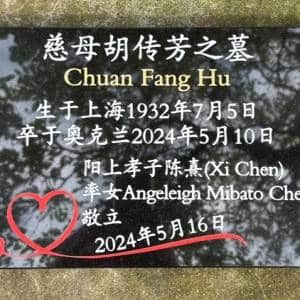 慈母胡传芳之墓
Chuan Fang Hu
生于上海1932年7月5日
卒于奥克兰2024年5月10日
阳上孝子陈熹(Xi Chen)
率女Angeleigh Mibato Che
敬立
2024年5月16日